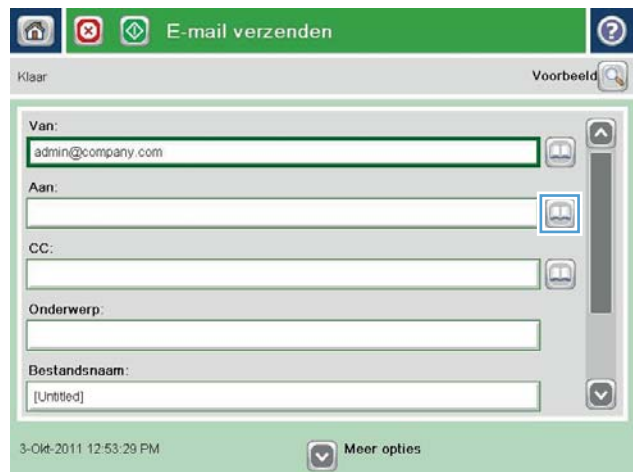 E-mail verzenden
Klaar
Voorbeeld
Van:
admin@company.com
Aan:
CC:
Onderwerp:
Bestandsnaam:
[Untitled]
3-Okt-2011 12:53:29 PM
Meer opties